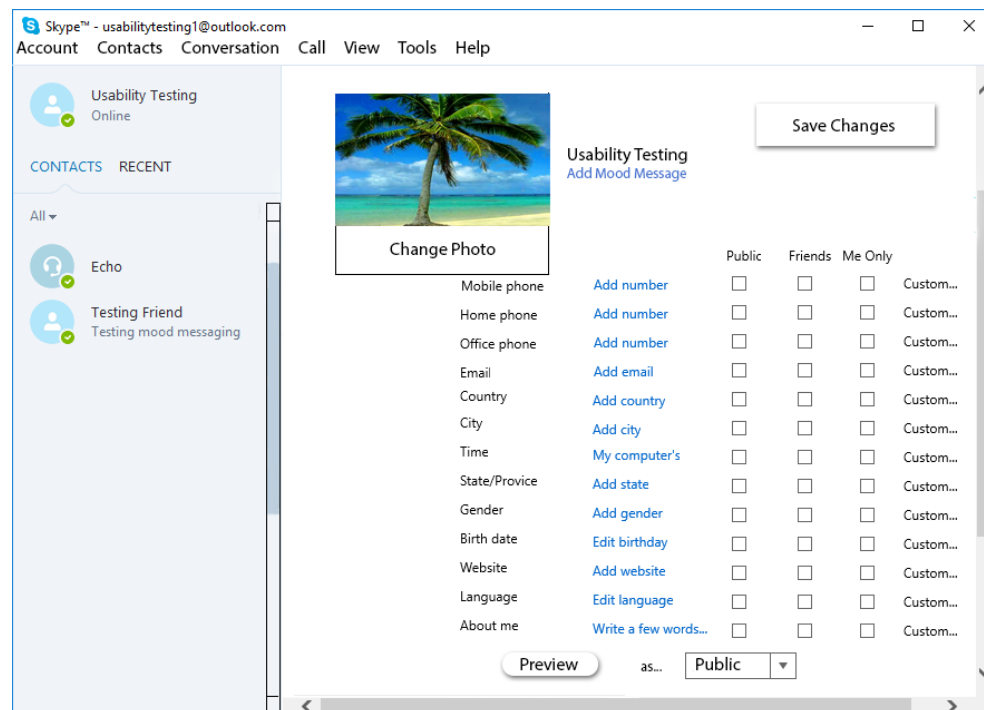 Skype™ - usabilitytesting1@outlook.com
Account Contacts Conversation Call View Tools Help
Usability Testing
Online
CONTACTS RECENT
All
Echo
Testing Friend
Testing mood messaging
Change Photo
Usability Testing
Add Mood Message
Save Changes
Public Friends Me Only
Mobile phone Add number Custom...
Home phone Add number Custom...
Office phone Add number Custom...
Email Add email Custom...
Country Add country Custom...
City Add city Custom...
Time My computer's Custom...
State/Provice Add state Custom...
Gender Add gender Custom...
Birth date Edit birthday Custom...
Website Add website Custom...
Language Edit language Custom...
About me Write a few words... Custom...
Preview as... Public